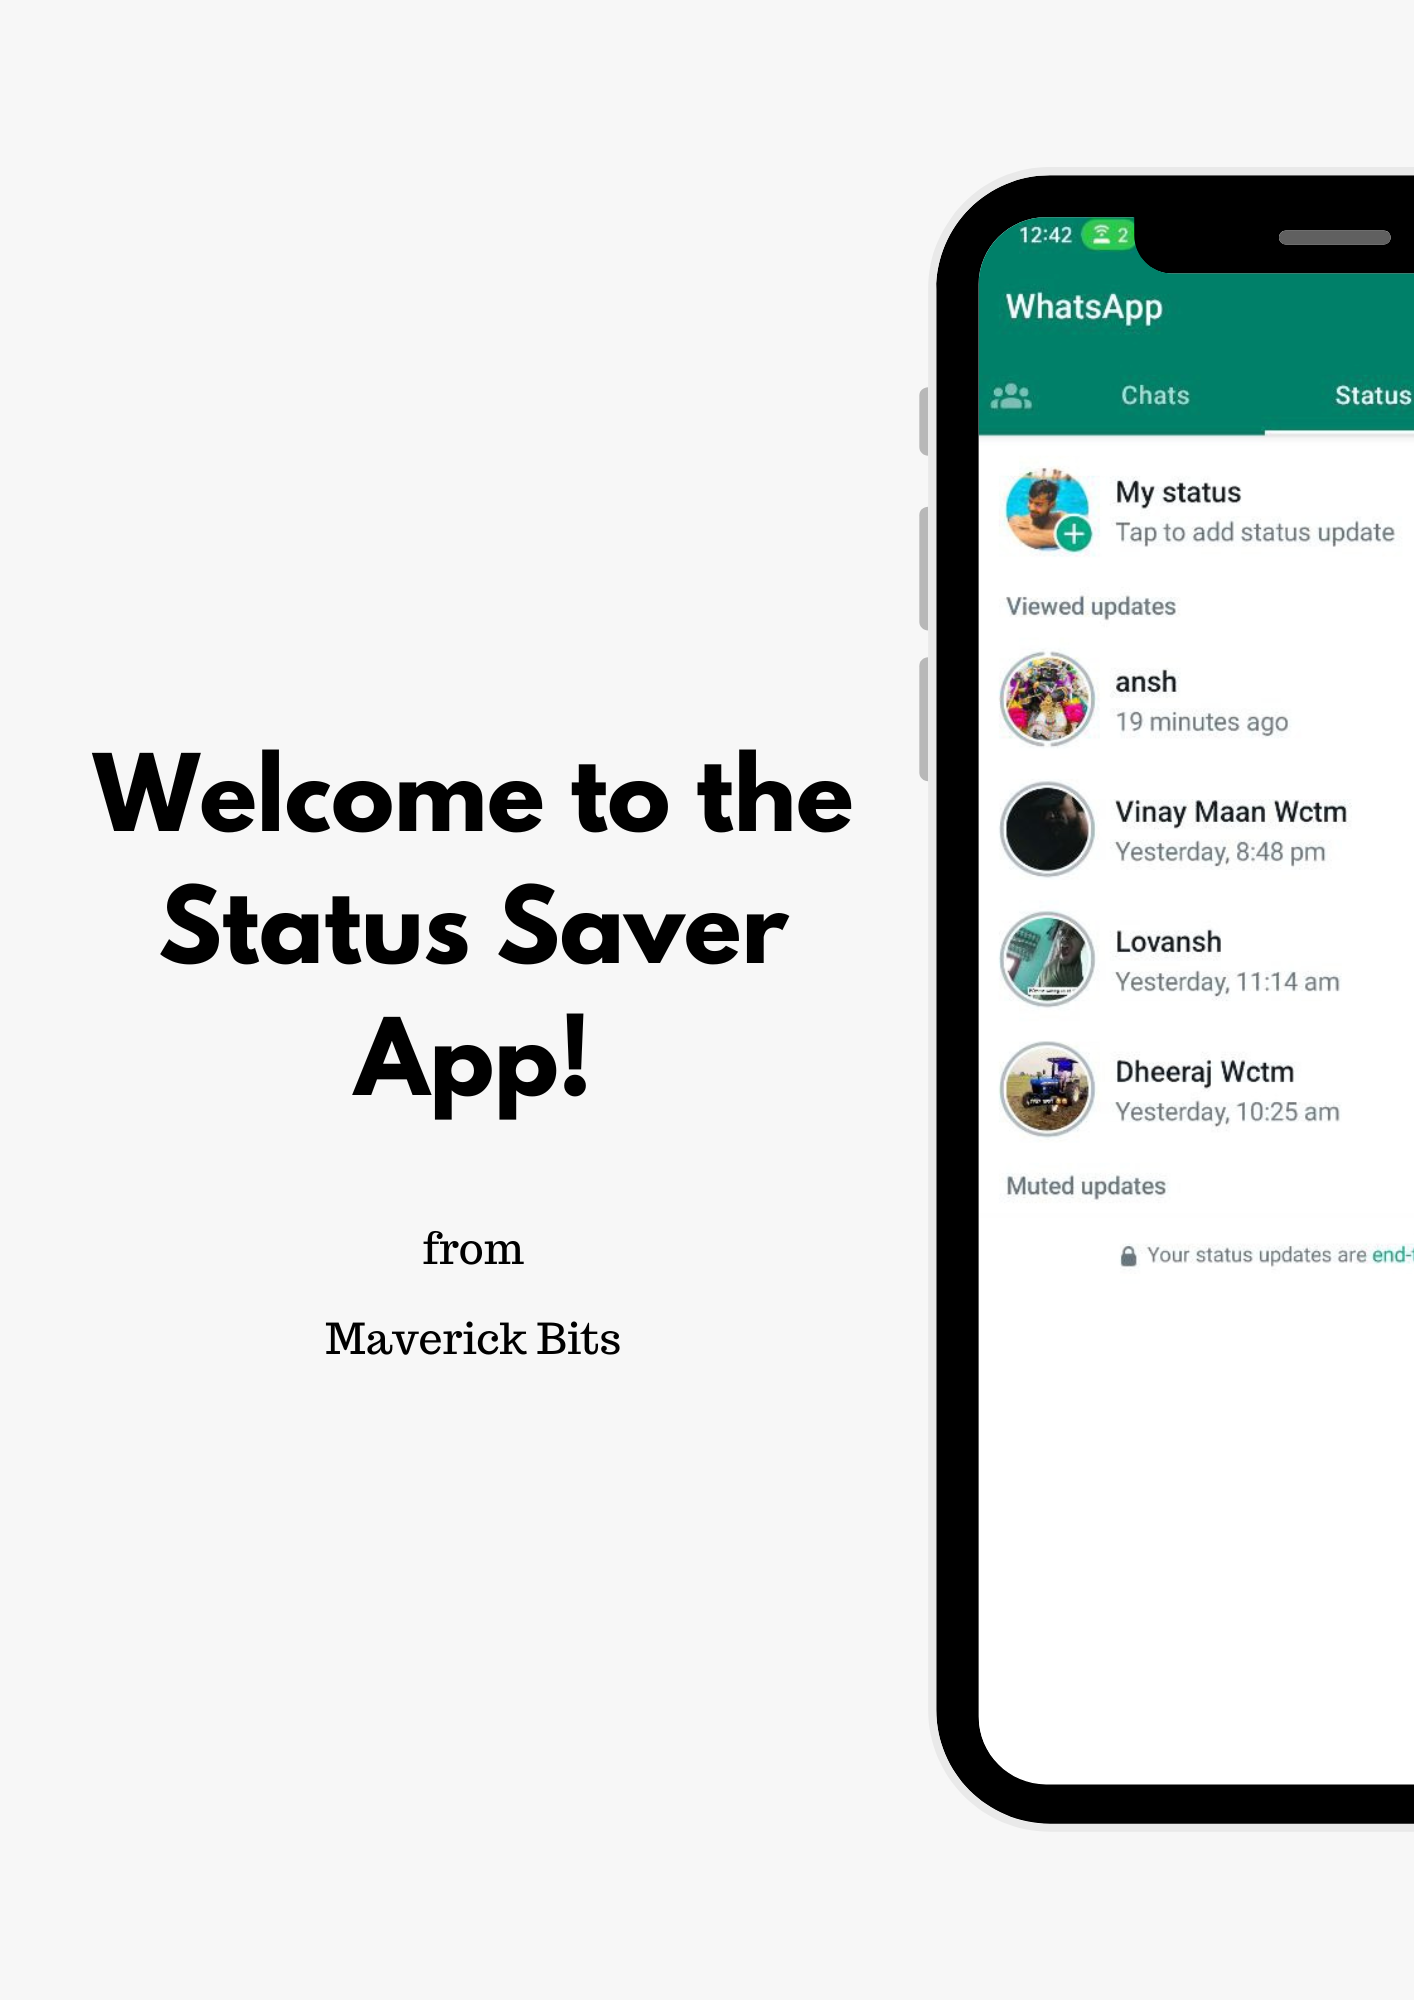 Welcome to the
Status Saver
App!
from
Maverick Bits
12:42 2
WhatsApp
Chats Status
My status
Tap to add status update
Viewed updates
ansh
19 minutes ago
Vinay Maan Wctm
Yesterday, 8:48 pm
Lovansh
Yesterday, 11:14 am
Dheeraj Wctm
Yesterday, 10:25 am
Muted updates
Your status updates are end-